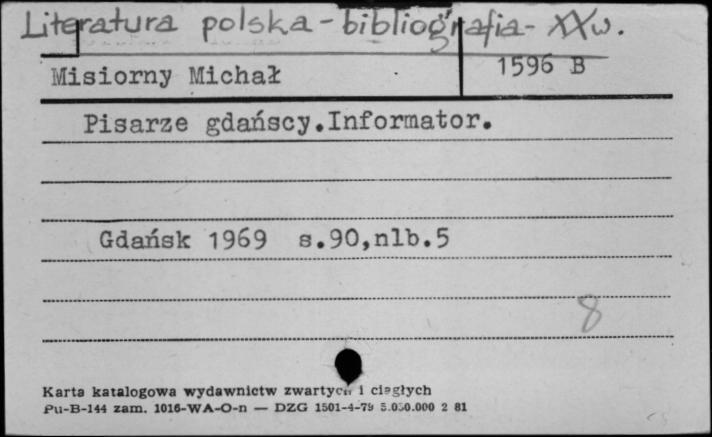 Literatura polska - bibliografia - XX w.
Misiorny Michał
1596 B
Pisarze gdańscy.Informator.
Gdańsk 1969 s.90,nlb.5
8
Karta katalogowa wydawnictw zwartych i ciągłych
Pu-B-144 zam. 1016-WA-O-n — DZG 1501-4-79 5.050.000 2 81